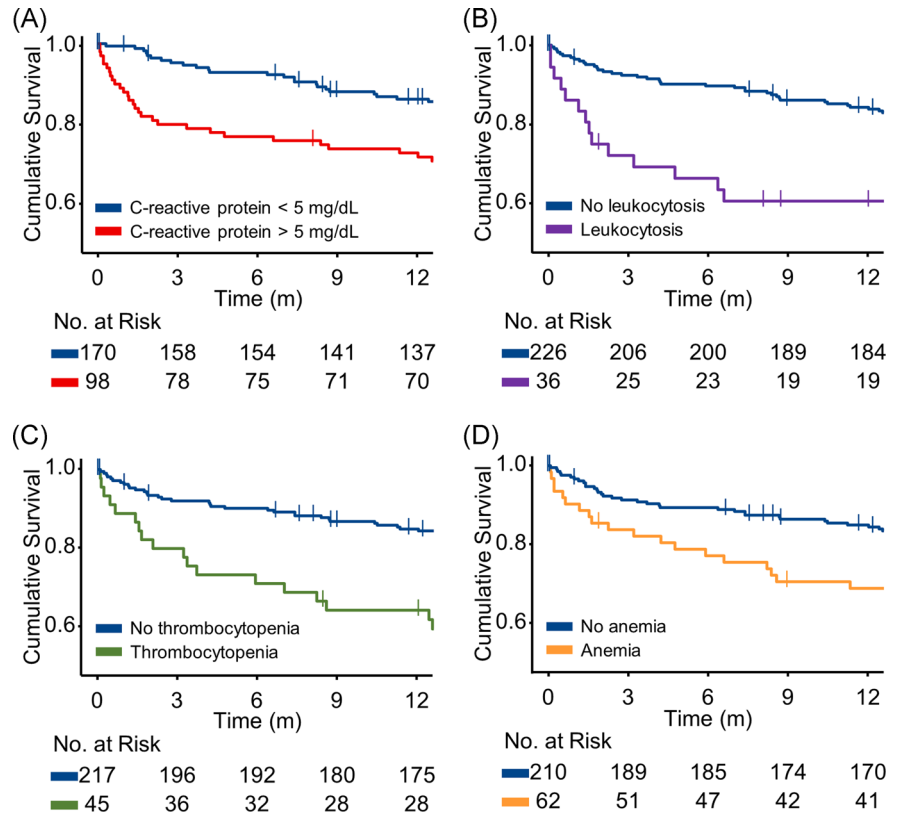 (A)
Cumulative Survival
1.0
0.8
0.6
C-reactive protein < 5 mg/dL
C-reactive protein > 5 mg/dL
0 3 6 9 12
Time (m)
No. at Risk
170 158 154 141 137
98 78 75 71 70
(B)
Cumulative Survival
1.0
0.8
0.6
No leukocytosis
Leukocytosis
0 3 6 9 12
Time (m)
No. at Risk
226 206 200 189 184
36 25 23 19 19
(C)
Cumulative Survival
1.0
0.8
0.6
No thrombocytopenia
Thrombocytopenia
0 3 6 9 12
Time (m)
No. at Risk
217 196 192 180 175
45 36 32 28 28
(D)
Cumulative Survival
1.0
0.8
0.6
No anemia
Anemia
0 3 6 9 12
Time (m)
No. at Risk
210 189 185 174 170
62 51 47 42 41